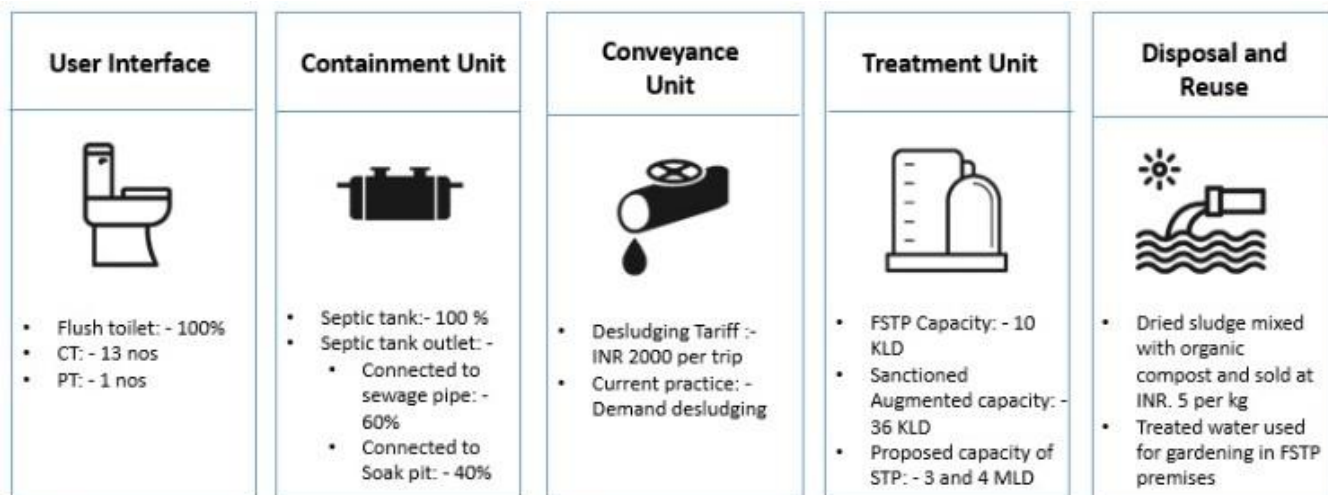 User Interface
• Flush toilet: - 100%
• CT: - 13 nos
• PT: - 1 nos
Containment Unit
• Septic tank:- 100 %
• Septic tank outlet: -
• Connected to
sewage pipe: -
60%
• Connected to
Soak pit: - 40%
Conveyance
Unit
• Desludging Tariff :-
INR 2000 per trip
• Current practice: -
Demand desludging
Treatment Unit
• FSTP Capacity: - 10
KLD
• Sanctioned
Augmented capacity: -
36 KLD
• Proposed capacity of
STP: - 3 and 4 MLD
Disposal and
Reuse
• Dried sludge mixed
with organic
compost and sold at
INR. 5 per kg
• Treated water used
for gardening in FSTP
premises